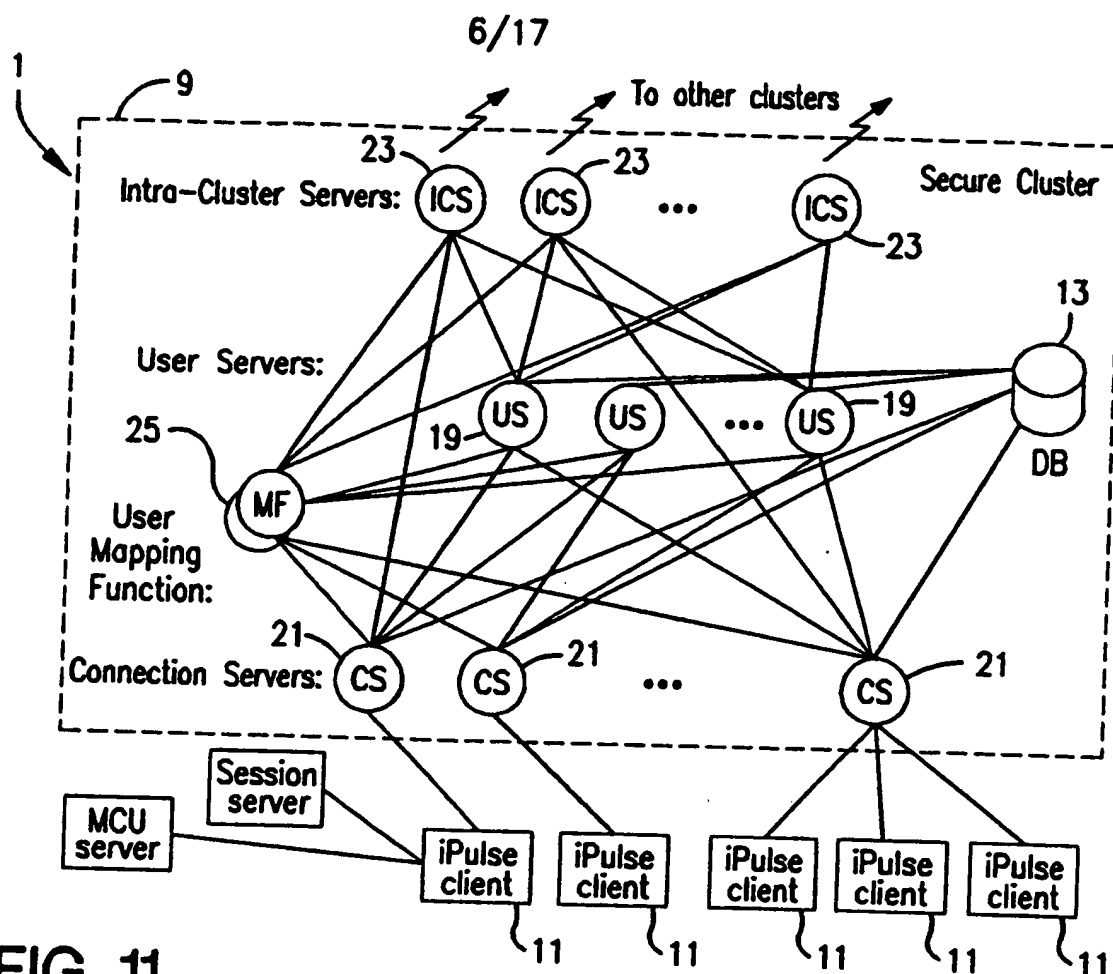 6/17
1
9
To other clusters
23
23
Intra-Cluster Servers:
ICS
ICS
...
ICS
Secure Cluster
23
13
User Servers:
19
US
US
...
US
19
DB
25
MF
User
Mapping
Function:
21
21
21
Connection Servers:
CS
CS
...
CS
Session
server
MCU
server
iPulse
client
iPulse
client
iPulse
client
iPulse
client
iPulse
client
11
11
11
11
11
FIG. 11